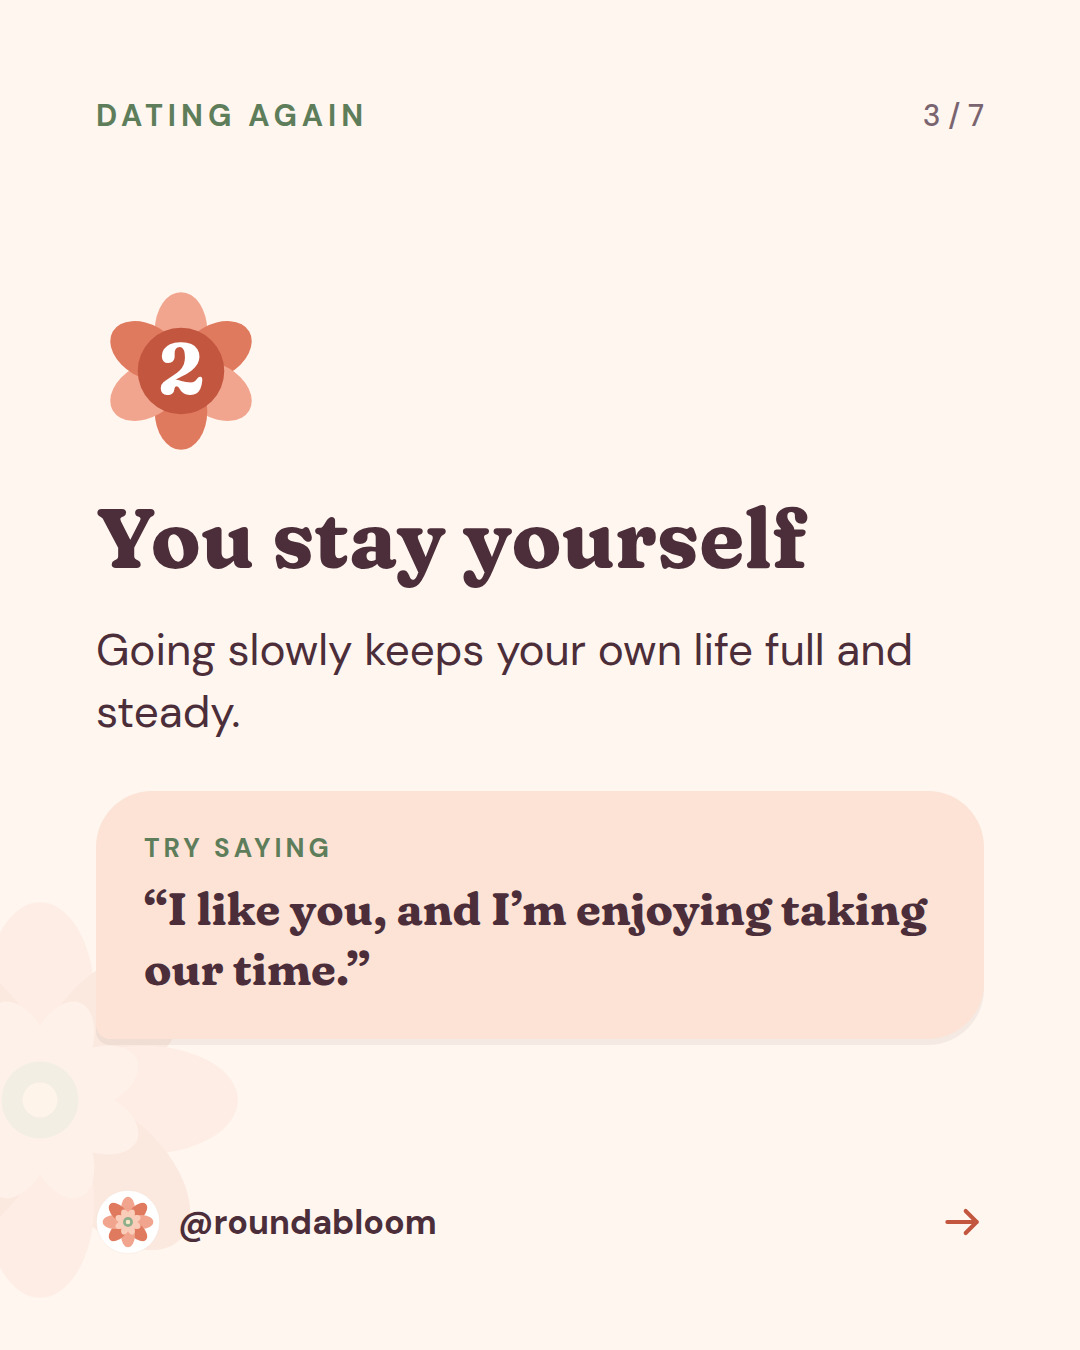 DATING AGAIN
3 / 7
2
You stay yourself
Going slowly keeps your own life full and
steady.
TRY SAYING
“I like you, and I’m enjoying taking
our time.”
@roundabloom